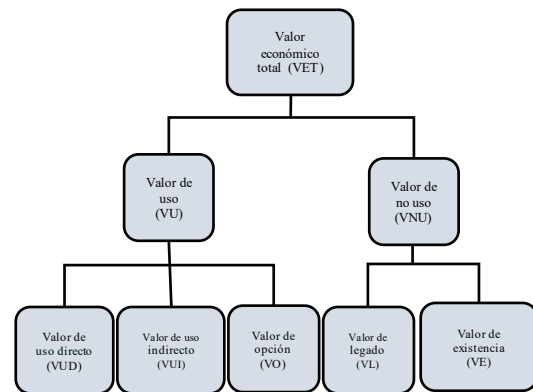 Valor
económico
total (VET)
Valor de
uso
(VU)
Valor de
no uso
(VNU)
Valor de
uso directo
(VUD)
Valor de uso
indirecto
(VUI)
Valor de
opción
(VO)
Valor de
legado
(VL)
Valor de
existencia
(VE)